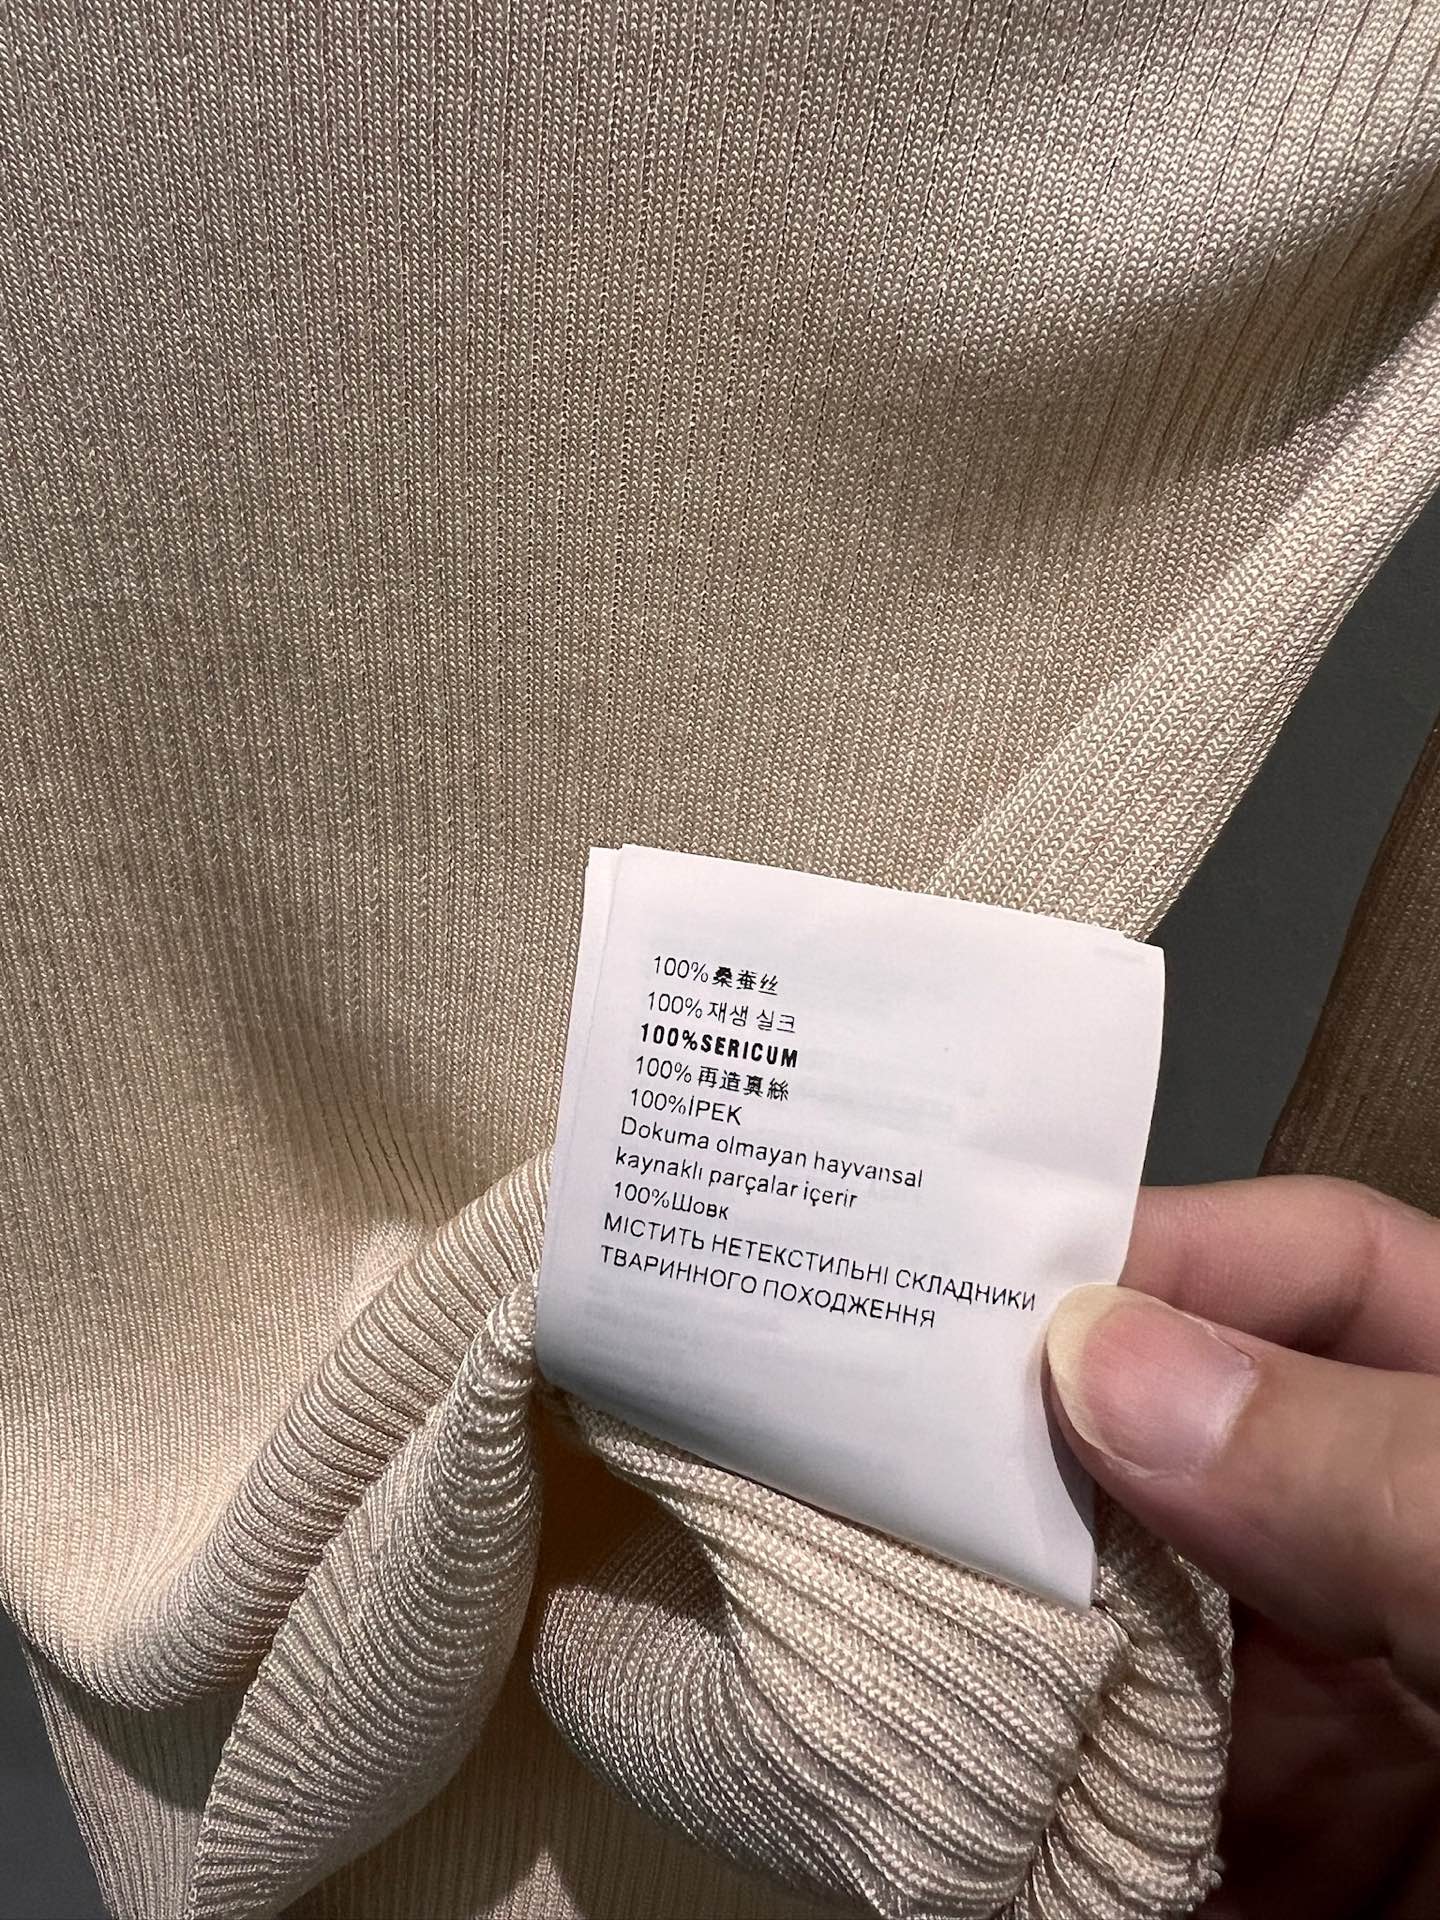 100%桑蚕丝
100%재생 실크
100%SERICUM
100%再造真絲
100%İPEK
Dokuma olmayan hayvansal
kaynaklı parçalar içerir
100%Шовк
МІСТИТЬ НЕТЕКСТИЛЬНІ СКЛАДНИКИ
ТВАРИННОГО ПОХОДЖЕННЯ